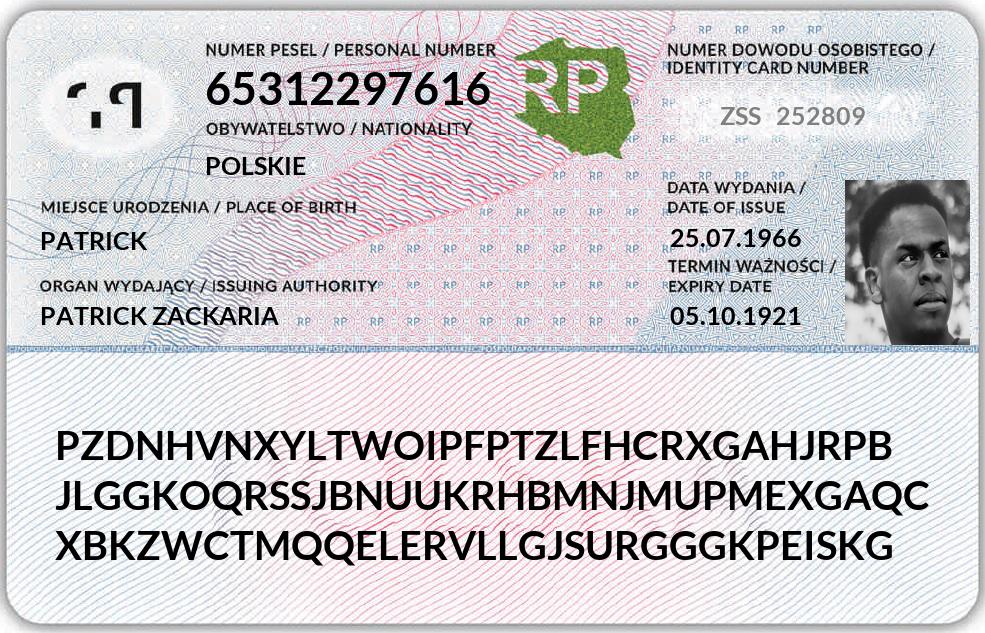 NUMER PESEL / PERSONAL NUMBER
65312297616
OBYWATELSTWO / NATIONALITY
POLSKIE
MIEJSCE URODZENIA / PLACE OF BIRTH
PATRICK
ORGAN WYDAJĄCY / ISSUING AUTHORITY
PATRICK ZACKARIA
RP
NUMER DOWODU OSOBISTEGO /
IDENTITY CARD NUMBER
ZSS 252809
DATA WYDANIA /
DATE OF ISSUE
25.07.1966
TERMIN WAŻNOŚCI /
EXPIRY DATE
05.10.1921
PZDNHVNXYLTWOIPFPTZLFHCRXGAHJRPB
JLGGKOQRSSJBNUUKRHBMNJMUPMEXGAQC
XBKZWCTMQQELERVLLGJSURGGGKPEISKG